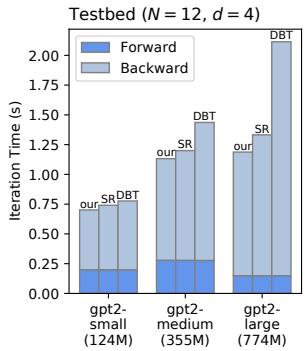 Testbed (N = 12, d = 4)
Forward
Backward
Iteration Time (s)
2.00
1.75
1.50
1.25
1.00
0.75
0.50
0.25
0.00
our SR DBT
our SR DBT
our SR DBT
gpt2-
small
(124M)
gpt2-
medium
(355M)
gpt2-
large
(774M)